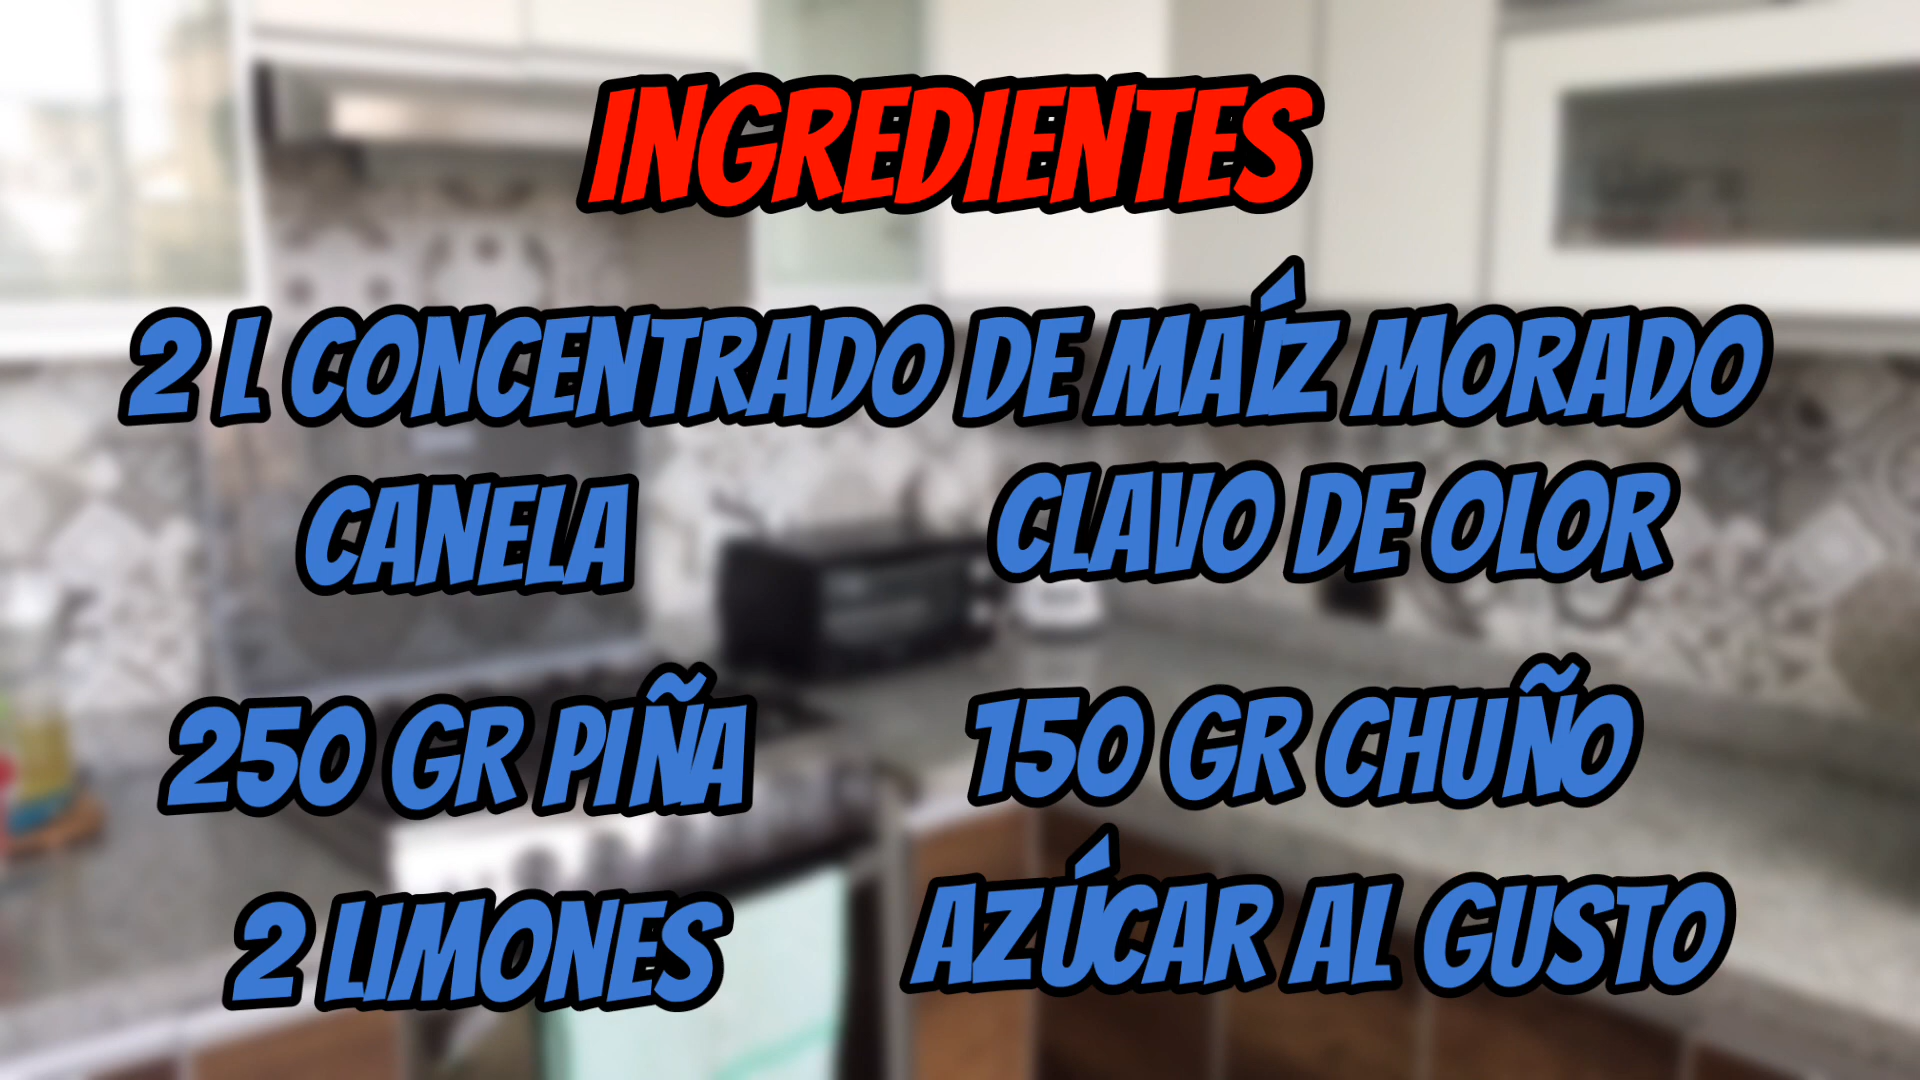 INGREDIENTES
2 L CONCENTRADO DE MAÍZ MORADO
CANELA
CLAVO DE OLOR
250 GR PIÑA
150 GR CHUÑO
2 LIMONES
AZÚCAR AL GUSTO